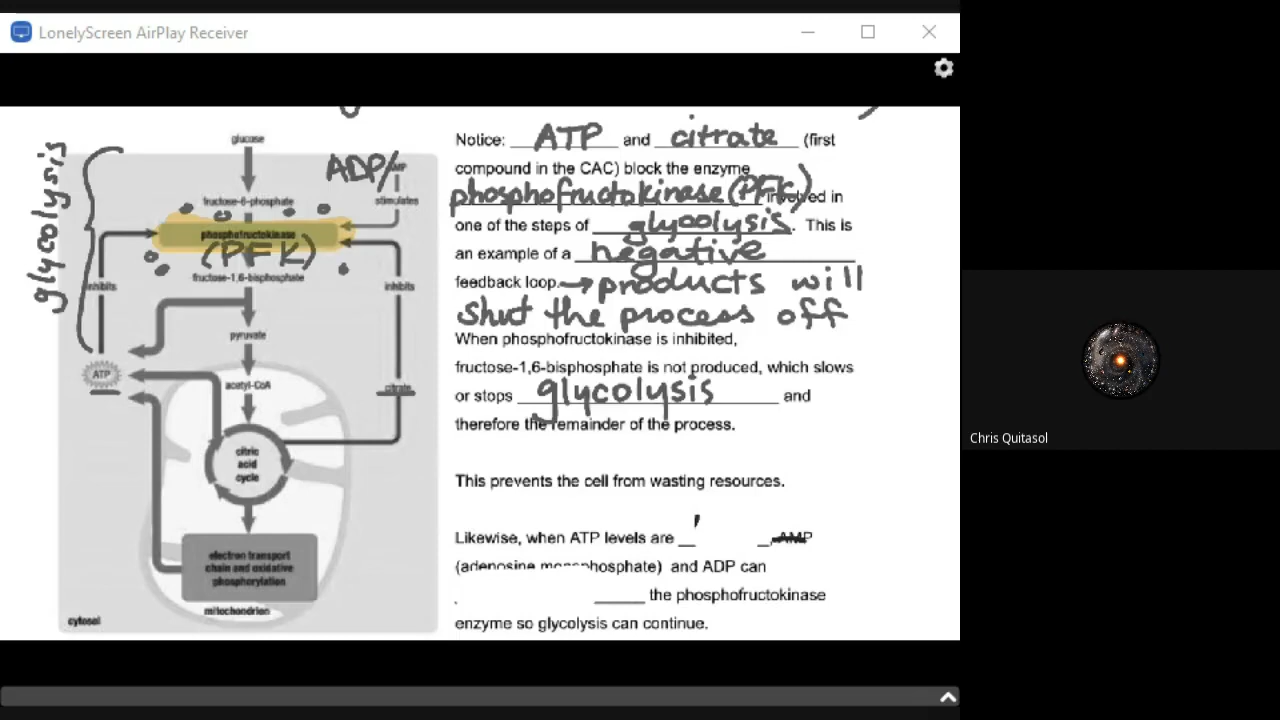 LonelyScreen AirPlay Receiver
glycolysis
glucose
ADP/
stimulates
fructose-6-phosphate
phosphofructokinase
(PFK)
fructose-1,6-bisphosphate
inhibits
inhibits
pyruvate
ATP
acetyl-CoA
citrate
citric
acid
cycle
electron transport
chain and oxidative
phosphorylation
mitochondrion
cytosol
Notice: ATP and citrate (first
compound in the CAC) block the enzyme
phosphofructokinase (PFK) involved in
one of the steps of glycolysis. This is
an example of a negative
feedback loop. → products will
shut the process off
When phosphofructokinase is inhibited,
fructose-1,6-bisphosphate is not produced, which slows
or stops glycolysis and
therefore the remainder of the process.
This prevents the cell from wasting resources.
Likewise, when ATP levels are __ _, AMP
(adenosine monophosphate) and ADP can
_____ the phosphofructokinase
enzyme so glycolysis can continue.
Chris Quitasol